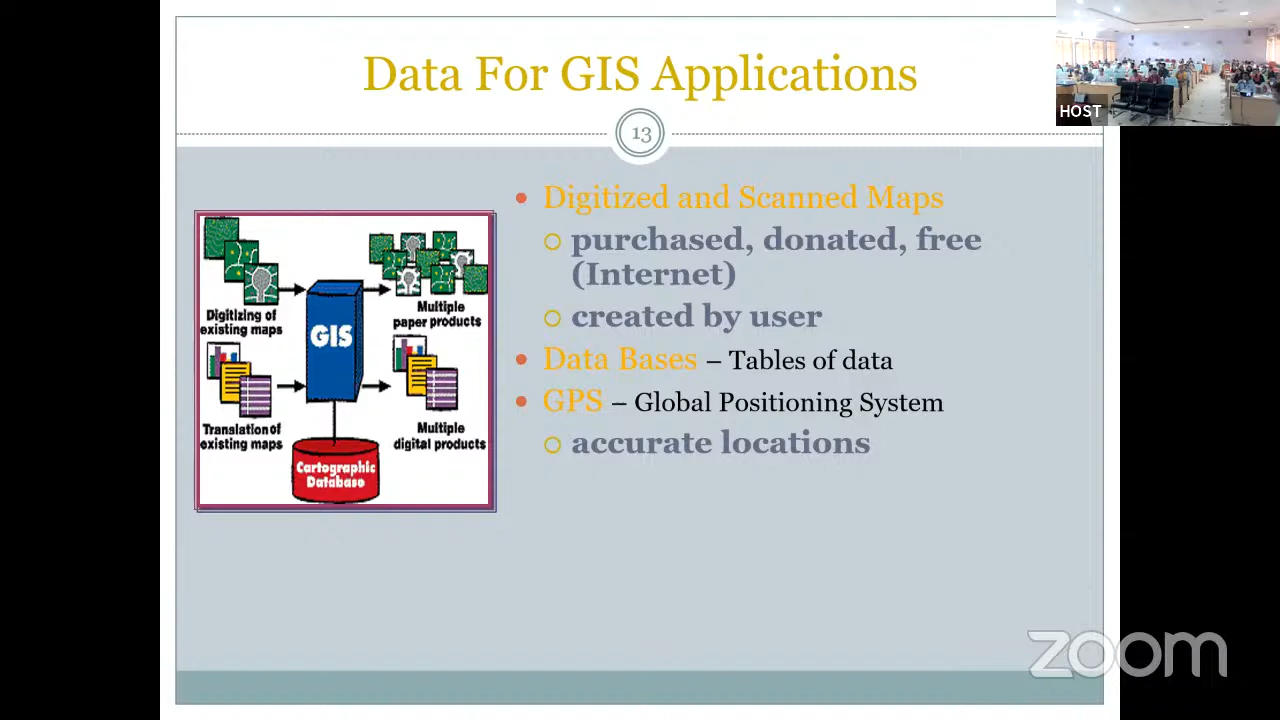 Data For GIS Applications
HOST
13
Digitized and Scanned Maps
purchased, donated, free
(Internet)
created by user
Data Bases – Tables of data
GPS – Global Positioning System
accurate locations
Digitizing of
existing maps
Multiple
paper products
GIS
Translation of
existing maps
Multiple
digital products
Cartographic
Database
zoom